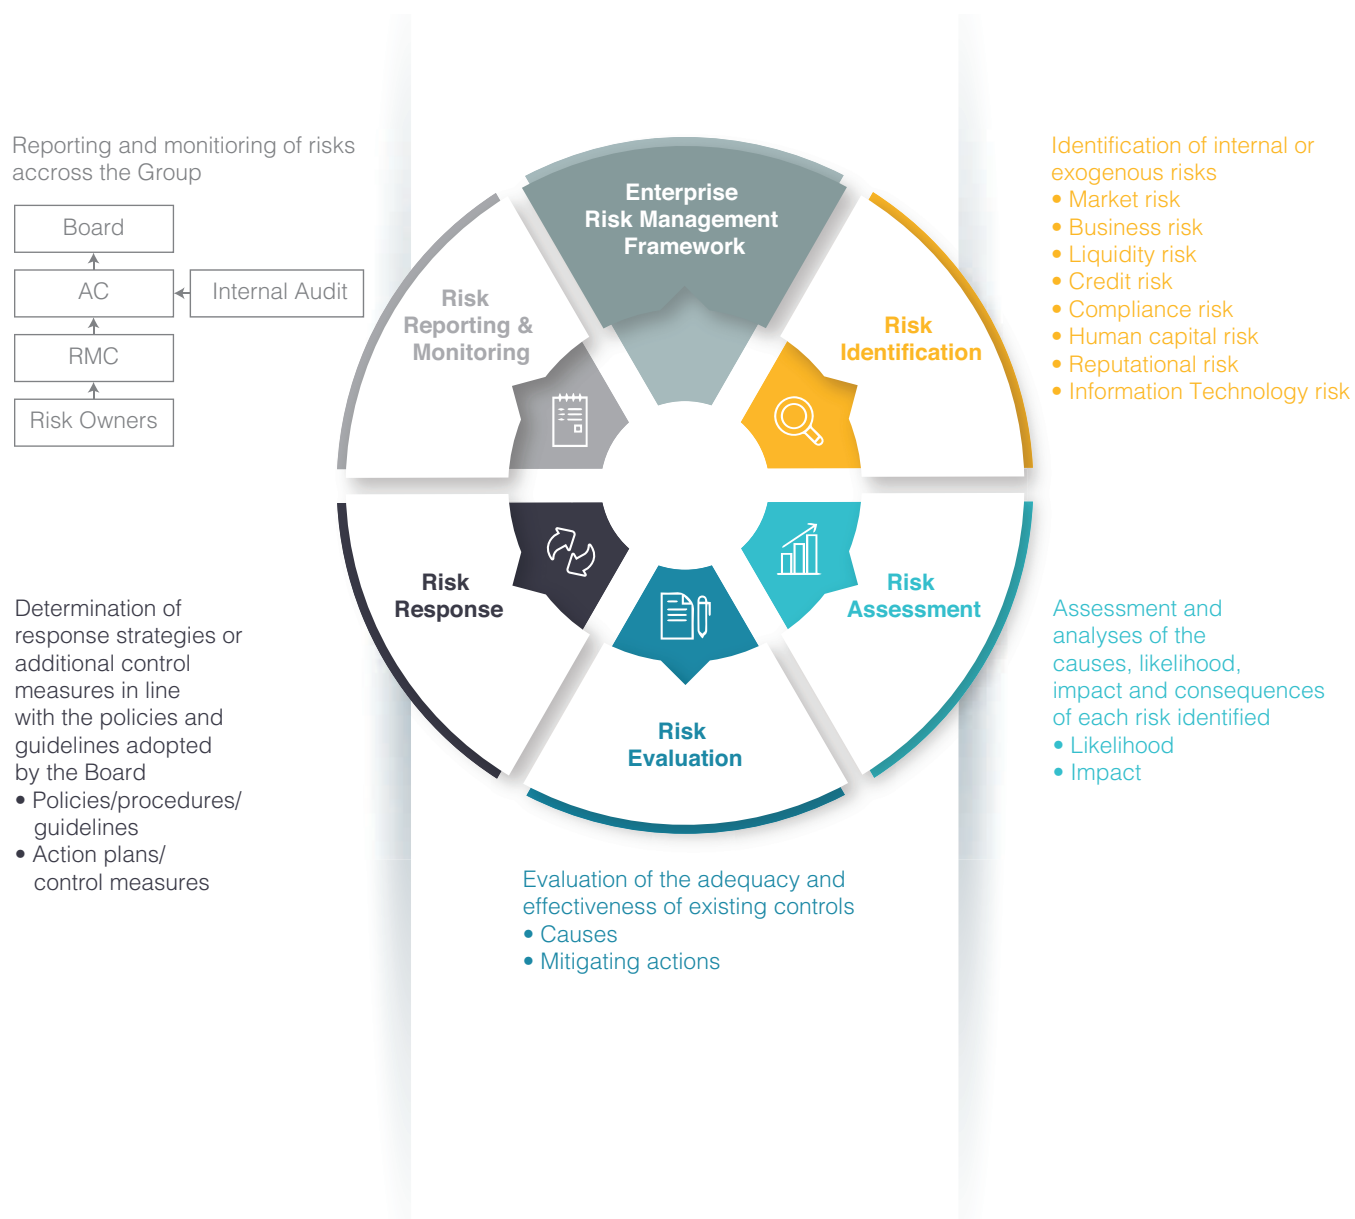 Reporting and monitoring of risks
accross the Group
Board
AC
Internal Audit
RMC
Risk Owners
Enterprise
Risk Management
Framework
Risk
Reporting &
Monitoring
Risk
Identification
Identification of internal or
exogenous risks
• Market risk
• Business risk
• Liquidity risk
• Credit risk
• Compliance risk
• Human capital risk
• Reputational risk
• Information Technology risk
Risk
Response
Risk
Assessment
Risk
Evaluation
Determination of
response strategies or
additional control
measures in line
with the policies and
guidelines adopted
by the Board
• Policies/procedures/
guidelines
• Action plans/
control measures
Assessment and
analyses of the
causes, likelihood,
impact and consequences
of each risk identified
• Likelihood
• Impact
Evaluation of the adequacy and
effectiveness of existing controls
• Causes
• Mitigating actions